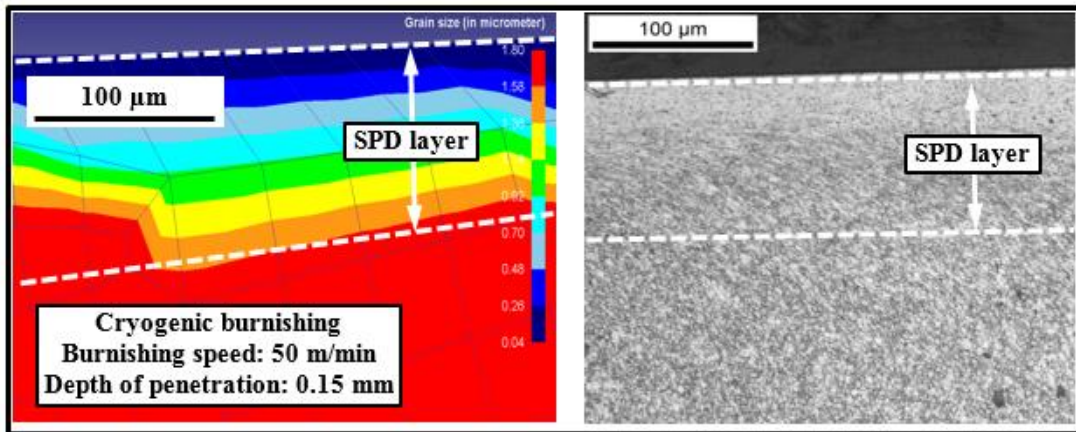 Grain size (in micrometer)
1.80
1.58
100 µm
SPD layer
0.92
0.70
0.48
0.26
0.04
Cryogenic burnishing
Burnishing speed: 50 m/min
Depth of penetration: 0.15 mm
100 µm
SPD layer